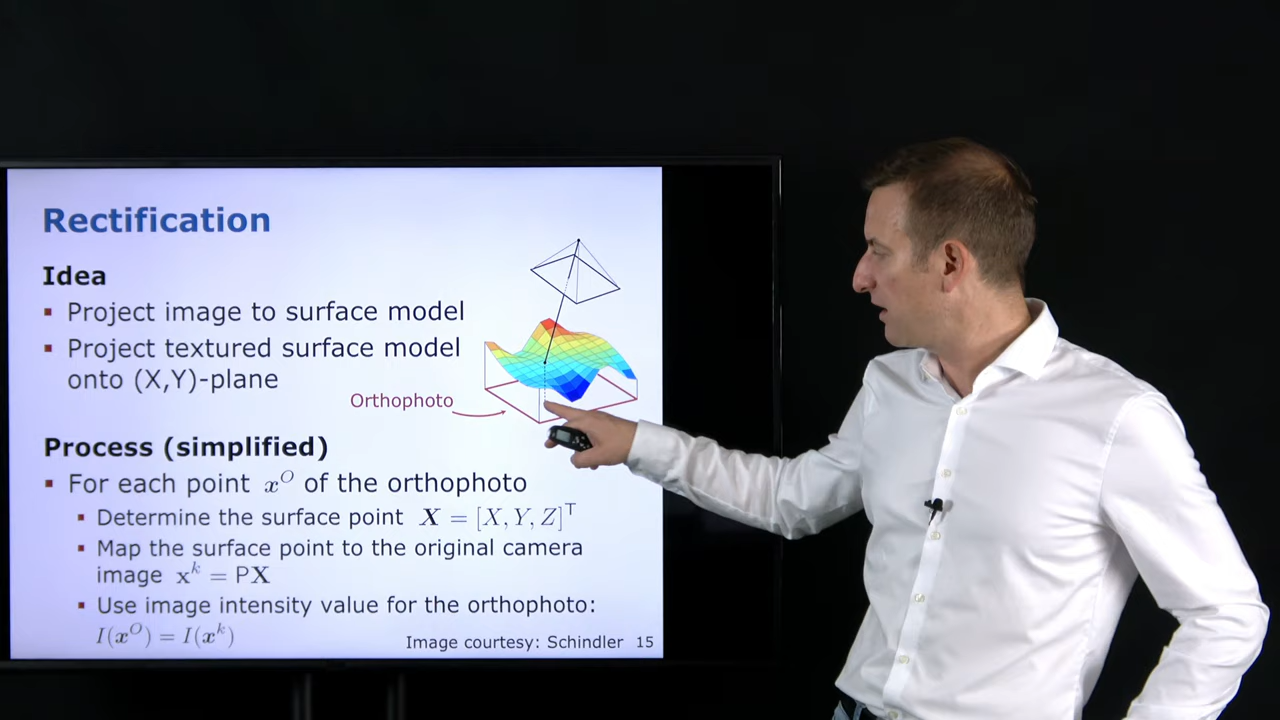 Rectification
Idea
▪ Project image to surface model
▪ Project textured surface model
onto (X,Y)-plane
Orthophoto
Process (simplified)
▪ For each point x^O of the orthophoto
▪ Determine the surface point X = [X, Y, Z]^T
▪ Map the surface point to the original camera
image x^k = PX
▪ Use image intensity value for the orthophoto:
I(x^O) = I(x^k)
Image courtesy: Schindler 15